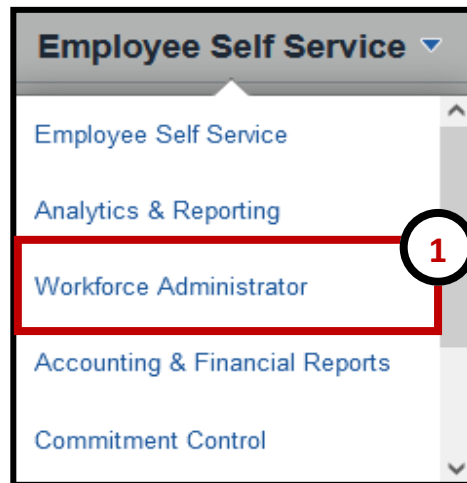 Employee Self Service
Employee Self Service
Analytics & Reporting
1
Workforce Administrator
Accounting & Financial Reports
Commitment Control